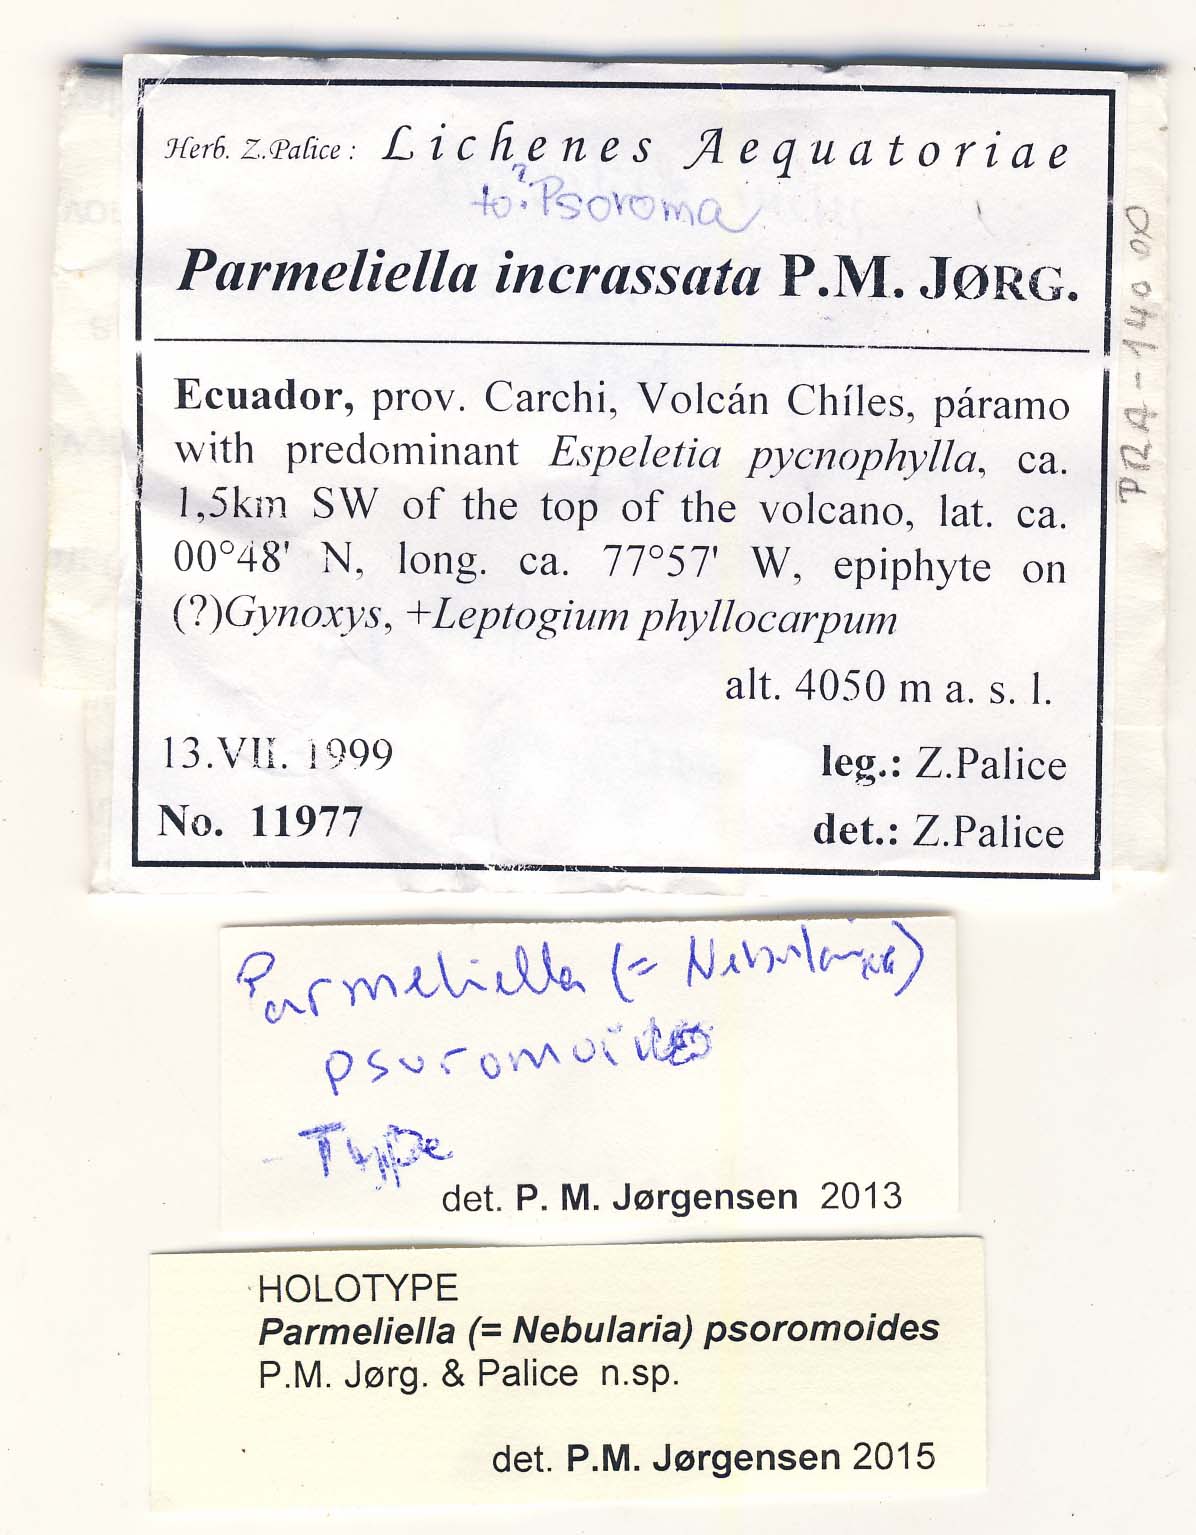 Herb. Z.Palice : Lichenes Aequatoriae
to? Psoroma
Parmeliella incrassata P.M. JØRG.
Ecuador, prov. Carchi, Volcán Chíles, páramo
with predominant Espeletia pycnophylla, ca.
1,5km SW of the top of the volcano, lat. ca.
00°48' N, long. ca. 77°57' W, epiphyte on
(?)Gynoxys, +Leptogium phyllocarpum
alt. 4050 m a. s. l.
13.VII. 1999 leg.: Z.Palice
No. 11977 det.: Z.Palice
Parmeliella (= Nebularia)
psoromoides
- Type
det. P. M. Jørgensen 2013
HOLOTYPE
Parmeliella (= Nebularia) psoromoides
P.M. Jørg. & Palice n.sp.
det. P.M. Jørgensen 2015